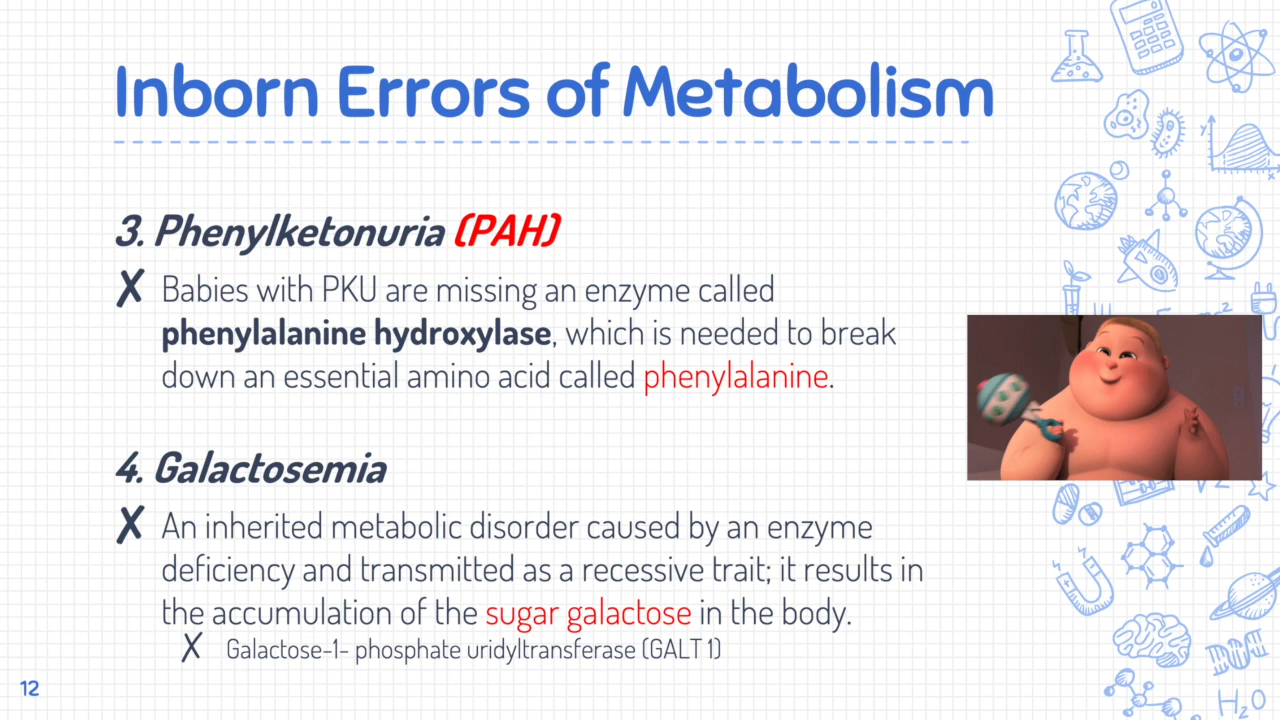 Inborn Errors of Metabolism
3. Phenylketonuria (PAH)
✗ Babies with PKU are missing an enzyme called
phenylalanine hydroxylase, which is needed to break
down an essential amino acid called phenylalanine.
4. Galactosemia
✗ An inherited metabolic disorder caused by an enzyme
deficiency and transmitted as a recessive trait; it results in
the accumulation of the sugar galactose in the body.
✗ Galactose-1- phosphate uridyltransferase (GALT 1)
12
y
x
H₂O